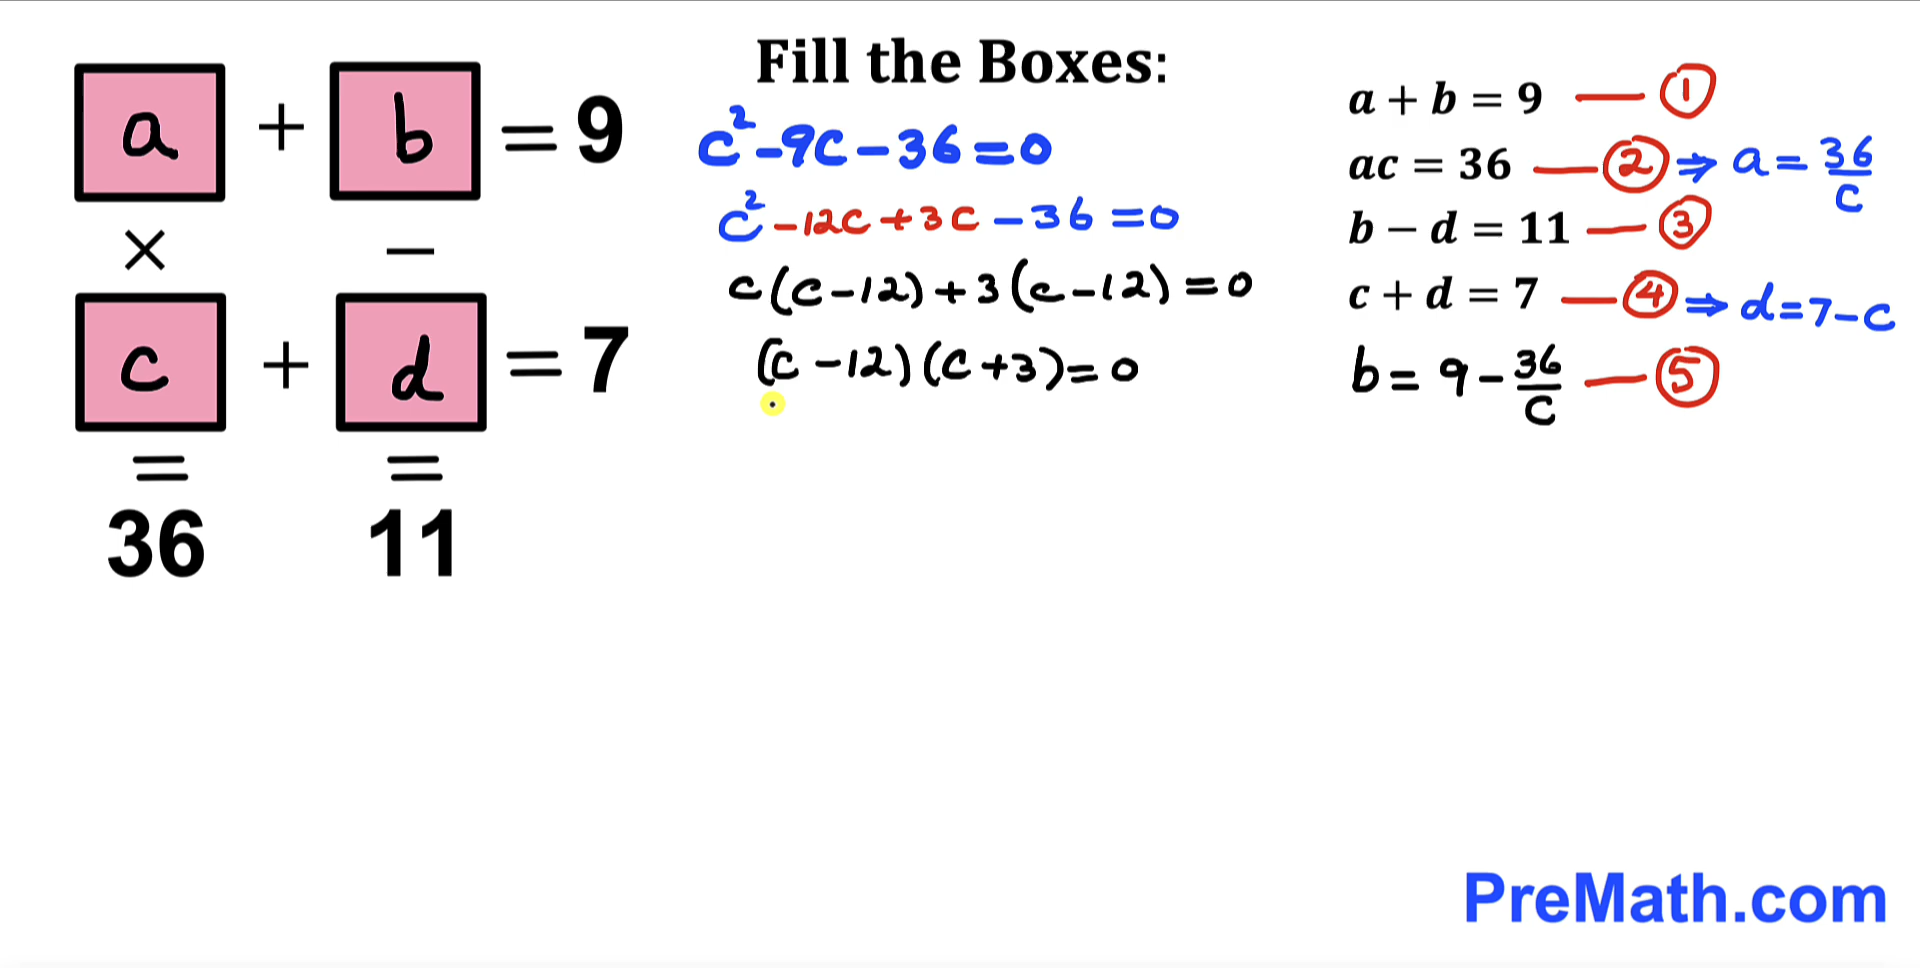 Fill the Boxes:
a + b = 9
×
−
c + d = 7
=
=
36
11
c² - 9c - 36 = 0
c² - 12c + 3c - 36 = 0
c(c - 12) + 3(c - 12) = 0
(c - 12)(c + 3) = 0
a + b = 9 — ①
ac = 36 — ② ⇒ a = 36/c
b − d = 11 — ③
c + d = 7 — ④ ⇒ d = 7 - c
b = 9 - 36/c — ⑤
PreMath.com